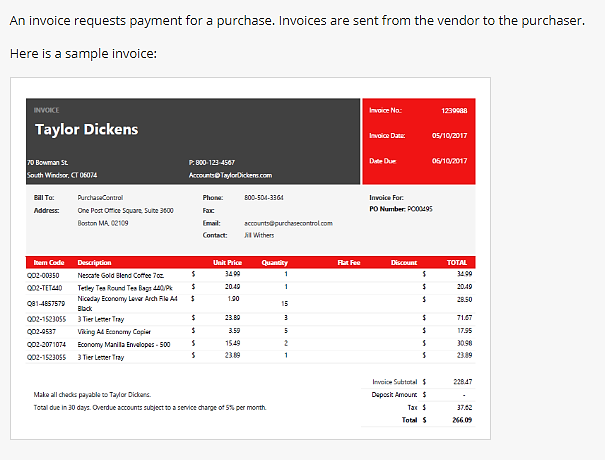 An invoice requests payment for a purchase. Invoices are sent from the vendor to the purchaser.
Here is a sample invoice:
INVOICE
Taylor Dickens
70 Bowman St.
South Windsor, CT 06074
P: 800-123-4567
Accounts@TaylorDickens.com
Invoice No.: 1239988
Invoice Date: 05/10/2017
Date Due 06/10/2017
Bill To: PurchaseControl Phone: 800-504-3364 Invoice For:
Address: One Post Office Square, Suite 3600 Fax: PO Number: PO00495
Boston MA, 02109 Email: accounts@purchasecontrol.com
Contact: Jill Withers
Item Code Description Unit Price Quantity Flat Fee Discount TOTAL
QD2-00350 Nescafe Gold Blend Coffee 7oz. $ 34.99 1 $ 34.99
QD2-TET440 Tetley Tea Round Tea Bags 440/Pk $ 20.49 1 $ 20.49
Q81-4857579 Niceday Economy Lever Arch File A4 $ 1.90 15 $ 28.50
Black
QD2-1523055 3 Tier Letter Tray $ 23.89 3 $ 71.67
QD2-9537 Viking A4 Economy Copier $ 3.59 5 $ 17.95
QD2-2071074 Economy Manilla Envelopes - 500 $ 15.49 2 $ 30.98
QD2-1523055 3 Tier Letter Tray $ 23.89 1 $ 23.89
Invoice Subtotal $ 228.47
Make all checks payable to Taylor Dickens. Deposit Amount $ -
Total due in 30 days. Overdue accounts subject to a service charge of 5% per month. Tax $ 37.62
Total $ 266.09